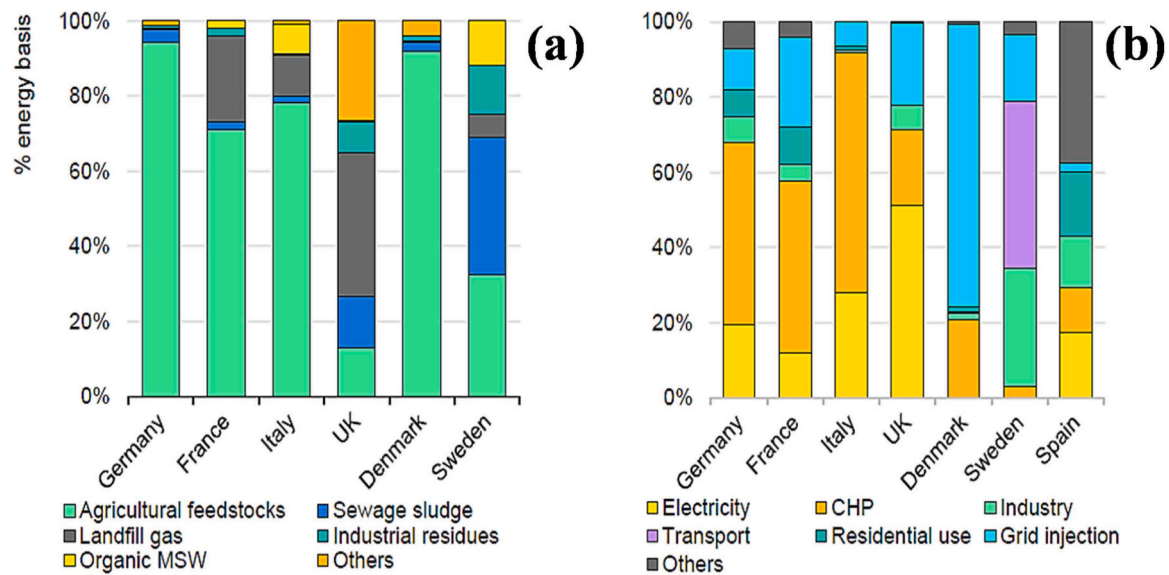 (a)
% energy basis
100%
80%
60%
40%
20%
0%
Germany
France
Italy
UK
Denmark
Sweden
Agricultural feedstocks
Sewage sludge
Landfill gas
Industrial residues
Organic MSW
Others
(b)
100%
80%
60%
40%
20%
0%
Germany
France
Italy
UK
Denmark
Sweden
Spain
Electricity
CHP
Industry
Transport
Residential use
Grid injection
Others